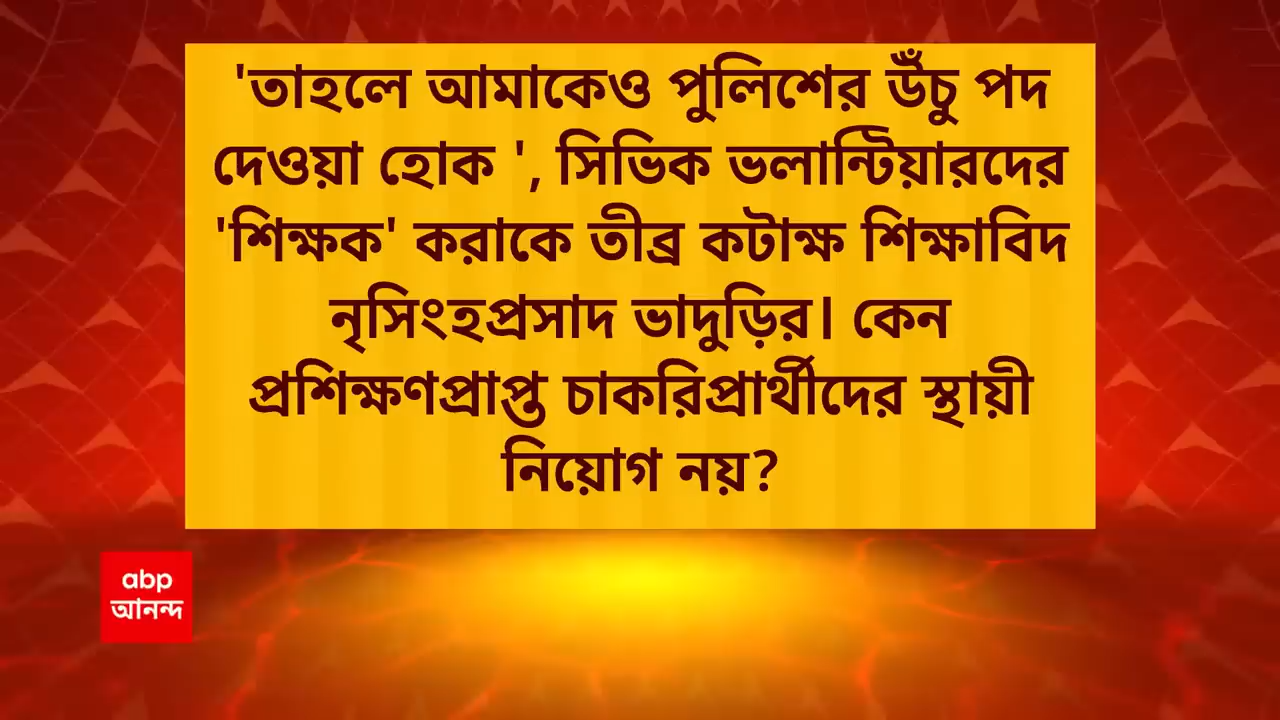 'তাহলে আমাকেও পুলিশের উঁচু পদ
দেওয়া হোক ', সিভিক ভলান্টিয়ারদের
'শিক্ষক' করাকে তীব্র কটাক্ষ শিক্ষাবিদ
নৃসিংহপ্রসাদ ভাদুড়ির। কেন
প্রশিক্ষণপ্রাপ্ত চাকরিপ্রার্থীদের স্থায়ী
নিয়োগ নয়?
abp
আনন্দ